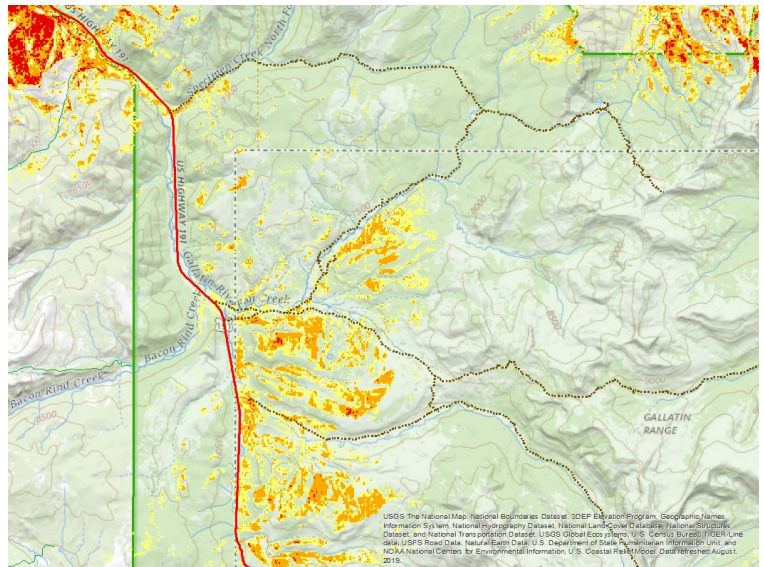 US HIGHWAY 191
8500
Specimen Creek North Fo
8500
US HIGHWAY 191
8000
9000
Gallatin River
Fan Creek
8500
Bacon Rind Creek
Bacon Rind Creek
9000
8500
GALLATIN
RANGE
USGS The National Map: National Boundaries Dataset, 3DEP Elevation Program, Geographic Names
Information System, National Hydrography Dataset, National Land Cover Database, National Structures
Dataset, and National Transportation Dataset; USGS Global Ecosystems; U.S. Census Bureau TIGER/Line
data; USFS Road Data; Natural Earth Data; U.S. Department of State Humanitarian Information Unit; and
NOAA National Centers for Environmental Information, U.S. Coastal Relief Model. Data refreshed August,
2019.